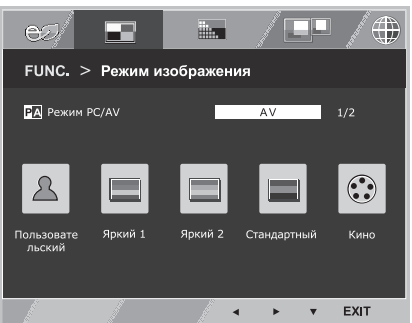 FUNC. > Режим изображения
PA Режим PC/AV AV 1/2
Пользовате
льский
Яркий 1
Яркий 2
Стандартный
Кино
◄ ► ▼ EXIT